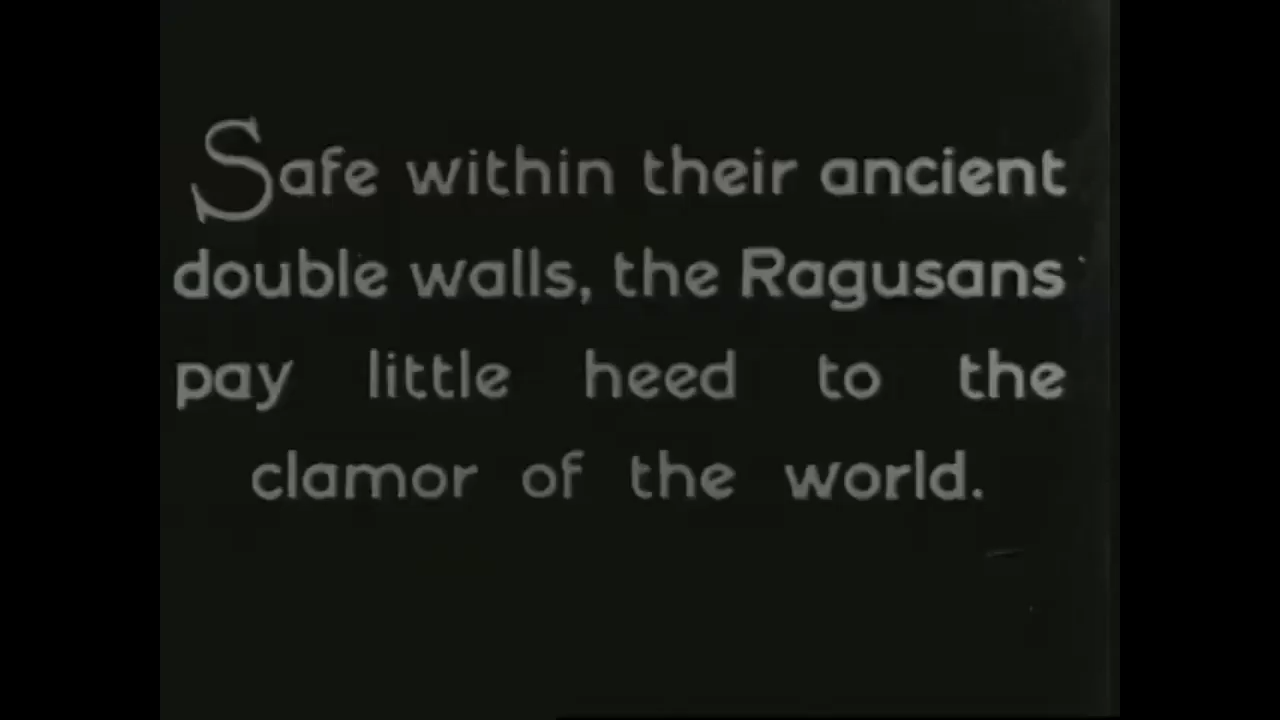 Safe within their ancient
double walls, the Ragusans
pay little heed to the
clamor of the world.